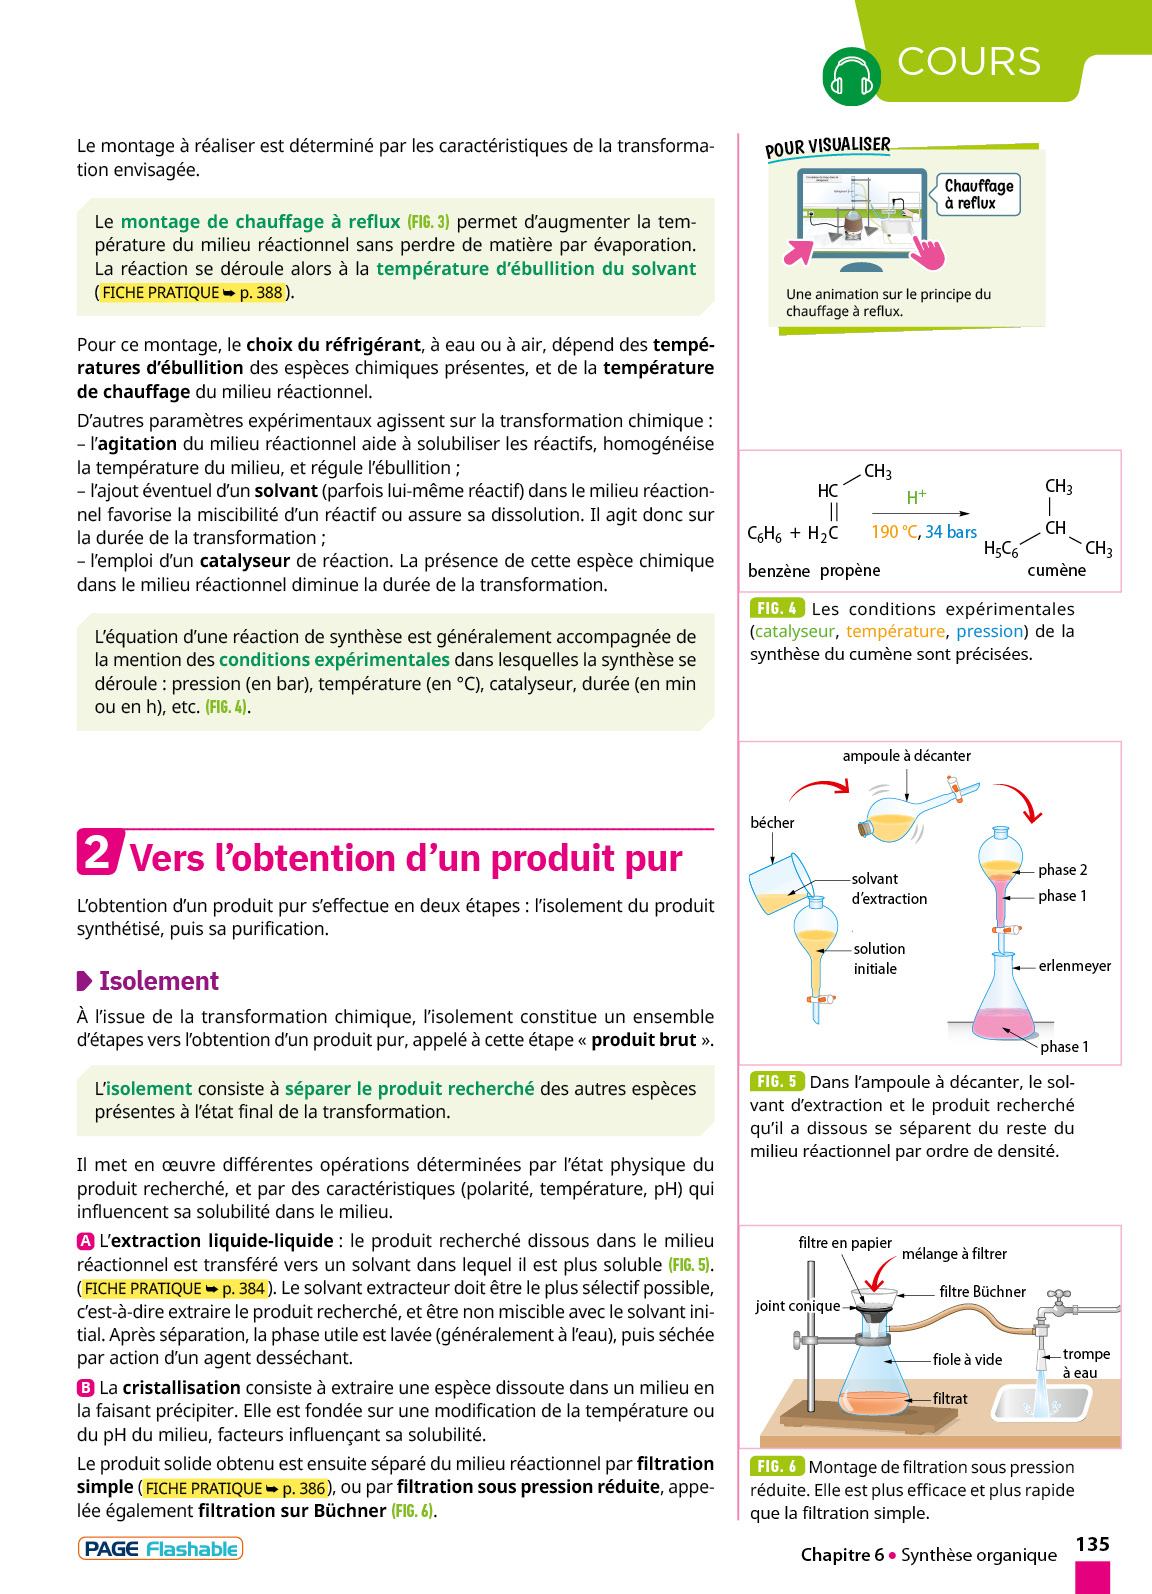 COURS
Le montage à réaliser est déterminé par les caractéristiques de la transforma-
tion envisagée.
Le montage de chauffage à reflux (FIG. 3) permet d’augmenter la tem-
pérature du milieu réactionnel sans perdre de matière par évaporation.
La réaction se déroule alors à la température d’ébullition du solvant
(FICHE PRATIQUE ➥ p. 388).
Pour ce montage, le choix du réfrigérant, à eau ou à air, dépend des tempé-
ratures d’ébullition des espèces chimiques présentes, et de la température
de chauffage du milieu réactionnel.
D’autres paramètres expérimentaux agissent sur la transformation chimique :
– l’agitation du milieu réactionnel aide à solubiliser les réactifs, homogénéise
la température du milieu, et régule l’ébullition ;
– l’ajout éventuel d’un solvant (parfois lui-même réactif) dans le milieu réaction-
nel favorise la miscibilité d’un réactif ou assure sa dissolution. Il agit donc sur
la durée de la transformation ;
– l’emploi d’un catalyseur de réaction. La présence de cette espèce chimique
dans le milieu réactionnel diminue la durée de la transformation.
L’équation d’une réaction de synthèse est généralement accompagnée de
la mention des conditions expérimentales dans lesquelles la synthèse se
déroule : pression (en bar), température (en °C), catalyseur, durée (en min
ou en h), etc. (FIG. 4).
2 Vers l’obtention d’un produit pur
L’obtention d’un produit pur s’effectue en deux étapes : l’isolement du produit
synthétisé, puis sa purification.
Isolement
À l’issue de la transformation chimique, l’isolement constitue un ensemble
d’étapes vers l’obtention d’un produit pur, appelé à cette étape « produit brut ».
L’isolement consiste à séparer le produit recherché des autres espèces
présentes à l’état final de la transformation.
Il met en œuvre différentes opérations déterminées par l’état physique du
produit recherché, et par des caractéristiques (polarité, température, pH) qui
influencent sa solubilité dans le milieu.
A L’extraction liquide-liquide : le produit recherché dissous dans le milieu
réactionnel est transféré vers un solvant dans lequel il est plus soluble (FIG. 5).
(FICHE PRATIQUE ➥ p. 384). Le solvant extracteur doit être le plus sélectif possible,
c’est-à-dire extraire le produit recherché, et être non miscible avec le solvant ini-
tial. Après séparation, la phase utile est lavée (généralement à l’eau), puis séchée
par action d’un agent desséchant.
B La cristallisation consiste à extraire une espèce dissoute dans un milieu en
la faisant précipiter. Elle est fondée sur une modification de la température ou
du pH du milieu, facteurs influençant sa solubilité.
Le produit solide obtenu est ensuite séparé du milieu réactionnel par filtration
simple (FICHE PRATIQUE ➥ p. 386), ou par filtration sous pression réduite, appe-
lée également filtration sur Büchner (FIG. 6).
PAGE Flashable
POUR VISUALISER
Chauffage
à reflux
Une animation sur le principe du
chauffage à reflux.
CH3
HC
C6H6 + H2C
H+
190 °C, 34 bars
CH3
CH
H5C6
CH3
benzène propène
cumène
FIG. 4 Les conditions expérimentales
(catalyseur, température, pression) de la
synthèse du cumène sont précisées.
ampoule à décanter
bécher
solvant
d’extraction
solution
initiale
phase 2
phase 1
erlenmeyer
phase 1
FIG. 5 Dans l’ampoule à décanter, le sol-
vant d’extraction et le produit recherché
qu’il a dissous se séparent du reste du
milieu réactionnel par ordre de densité.
filtre en papier
mélange à filtrer
filtre Büchner
joint conique
fiole à vide
trompe
à eau
filtrat
FIG. 6 Montage de filtration sous pression
réduite. Elle est plus efficace et plus rapide
que la filtration simple.
Chapitre 6 • Synthèse organique
135